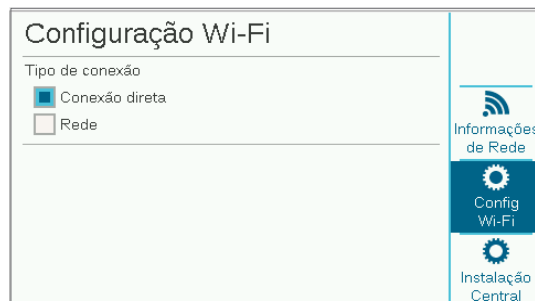 Configuração Wi-Fi
Tipo de conexão
Conexão direta
Rede
Informações
de Rede
Config
Wi-Fi
Instalação
Central